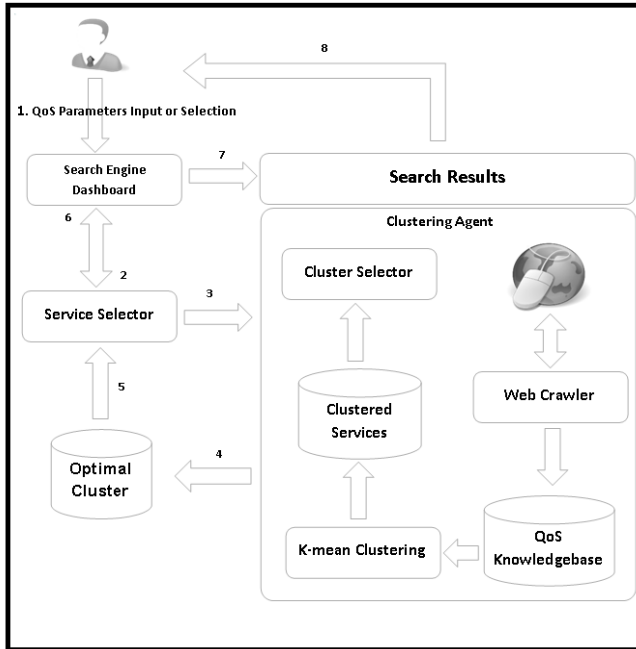 8
1. QoS Parameters Input or Selection
Search Engine
Dashboard
7
Search Results
6
Clustering Agent
2
Cluster Selector
Service Selector
3
5
Clustered
Services
Web Crawler
Optimal
Cluster
4
K-mean Clustering
QoS
Knowledgebase